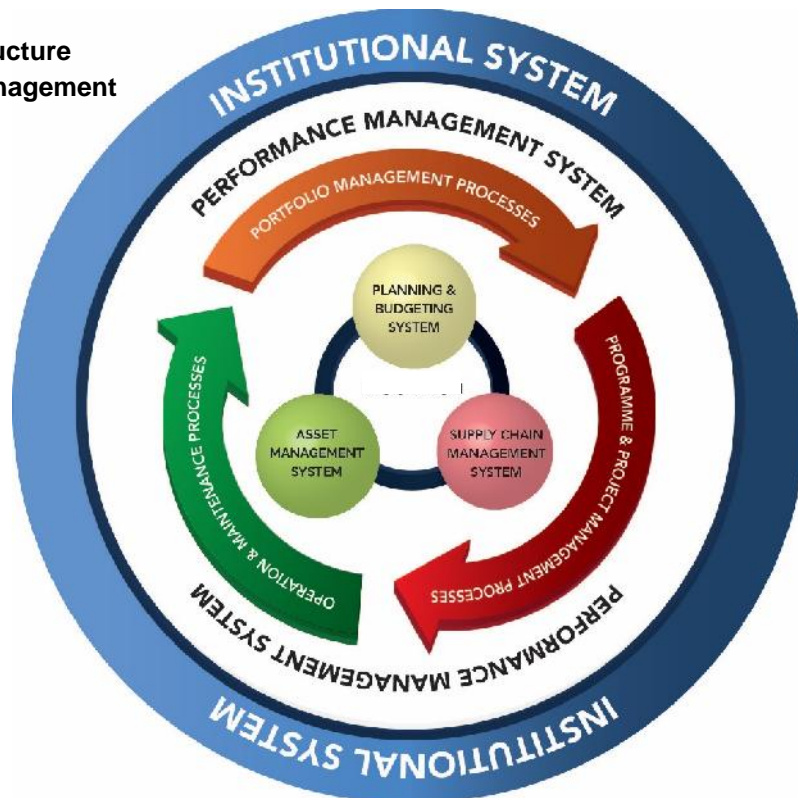 ucture
nagement
INSTITUTIONAL SYSTEM
PERFORMANCE MANAGEMENT SYSTEM
PORTFOLIO MANAGEMENT PROCESSES
PLANNING &
BUDGETING
SYSTEM
PROGRAMME & PROJECT MANAGEMENT PROCESSES
ASSET
MANAGEMENT
SYSTEM
SUPPLY CHAIN
MANAGEMENT
SYSTEM
OPERATION & MAINTENANCE PROCESSES
PERFORMANCE MANAGEMENT SYSTEM
INSTITUTIONAL SYSTEM